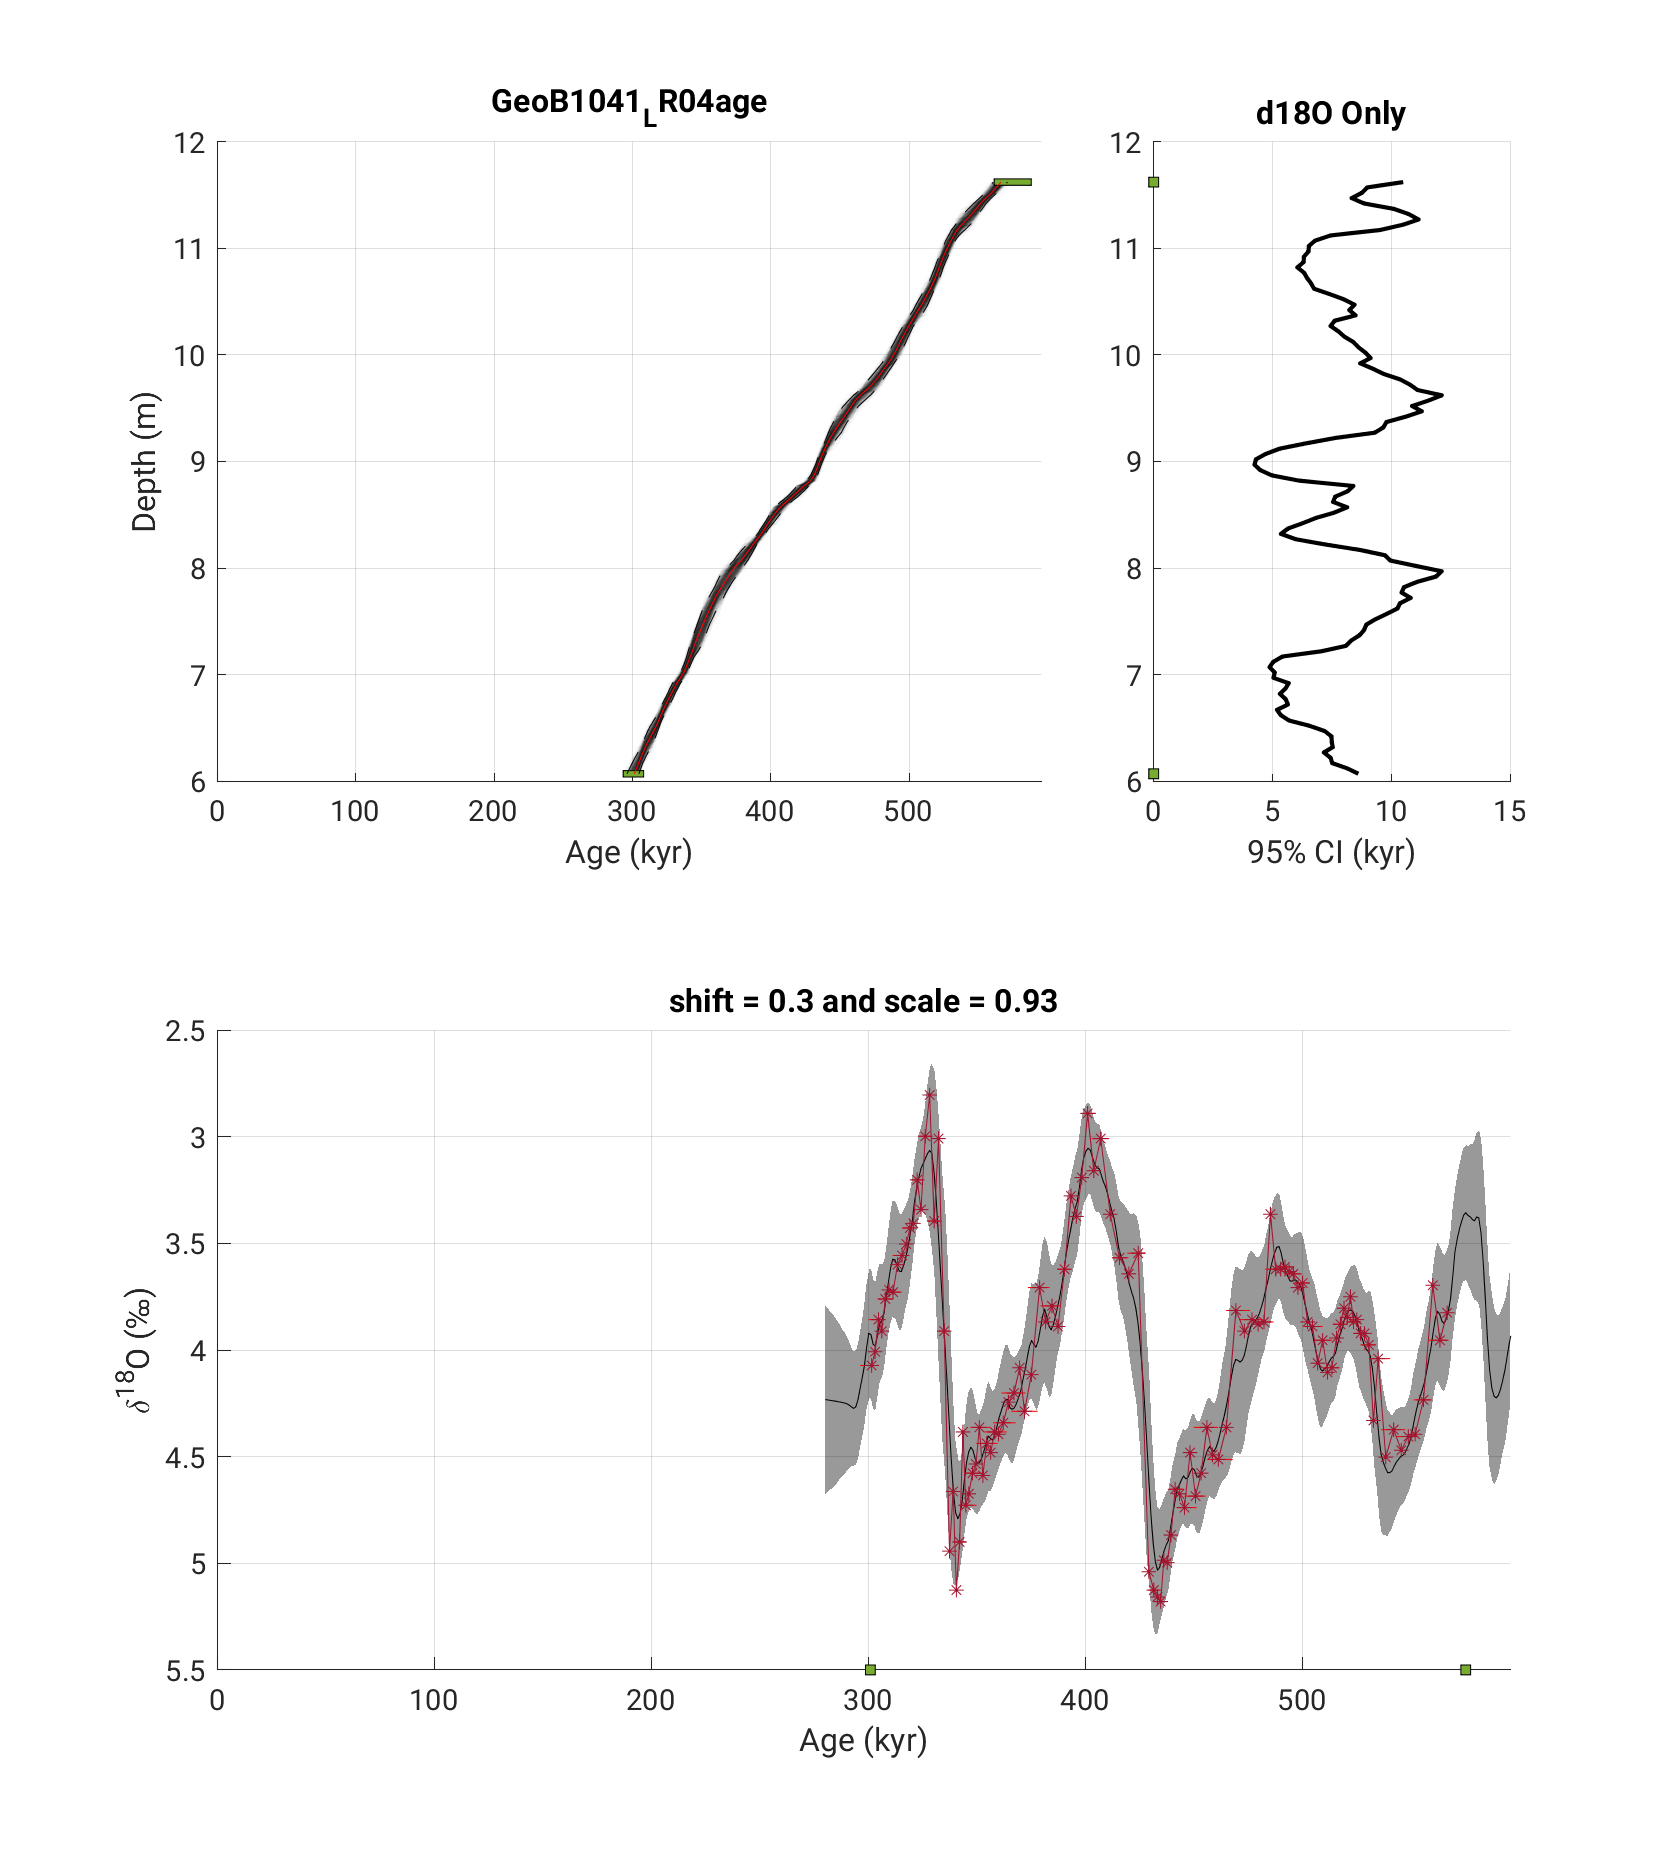 GeoB1041LR04age
d18O Only
12
11
10
9
8
7
6
Depth (m)
0 100 200 300 400 500
Age (kyr)
12
11
10
9
8
7
6
0 5 10 15
95% CI (kyr)
shift = 0.3 and scale = 0.93
2.5
3
3.5
4
4.5
5
5.5
δ18O (‰)
0 100 200 300 400 500
Age (kyr)